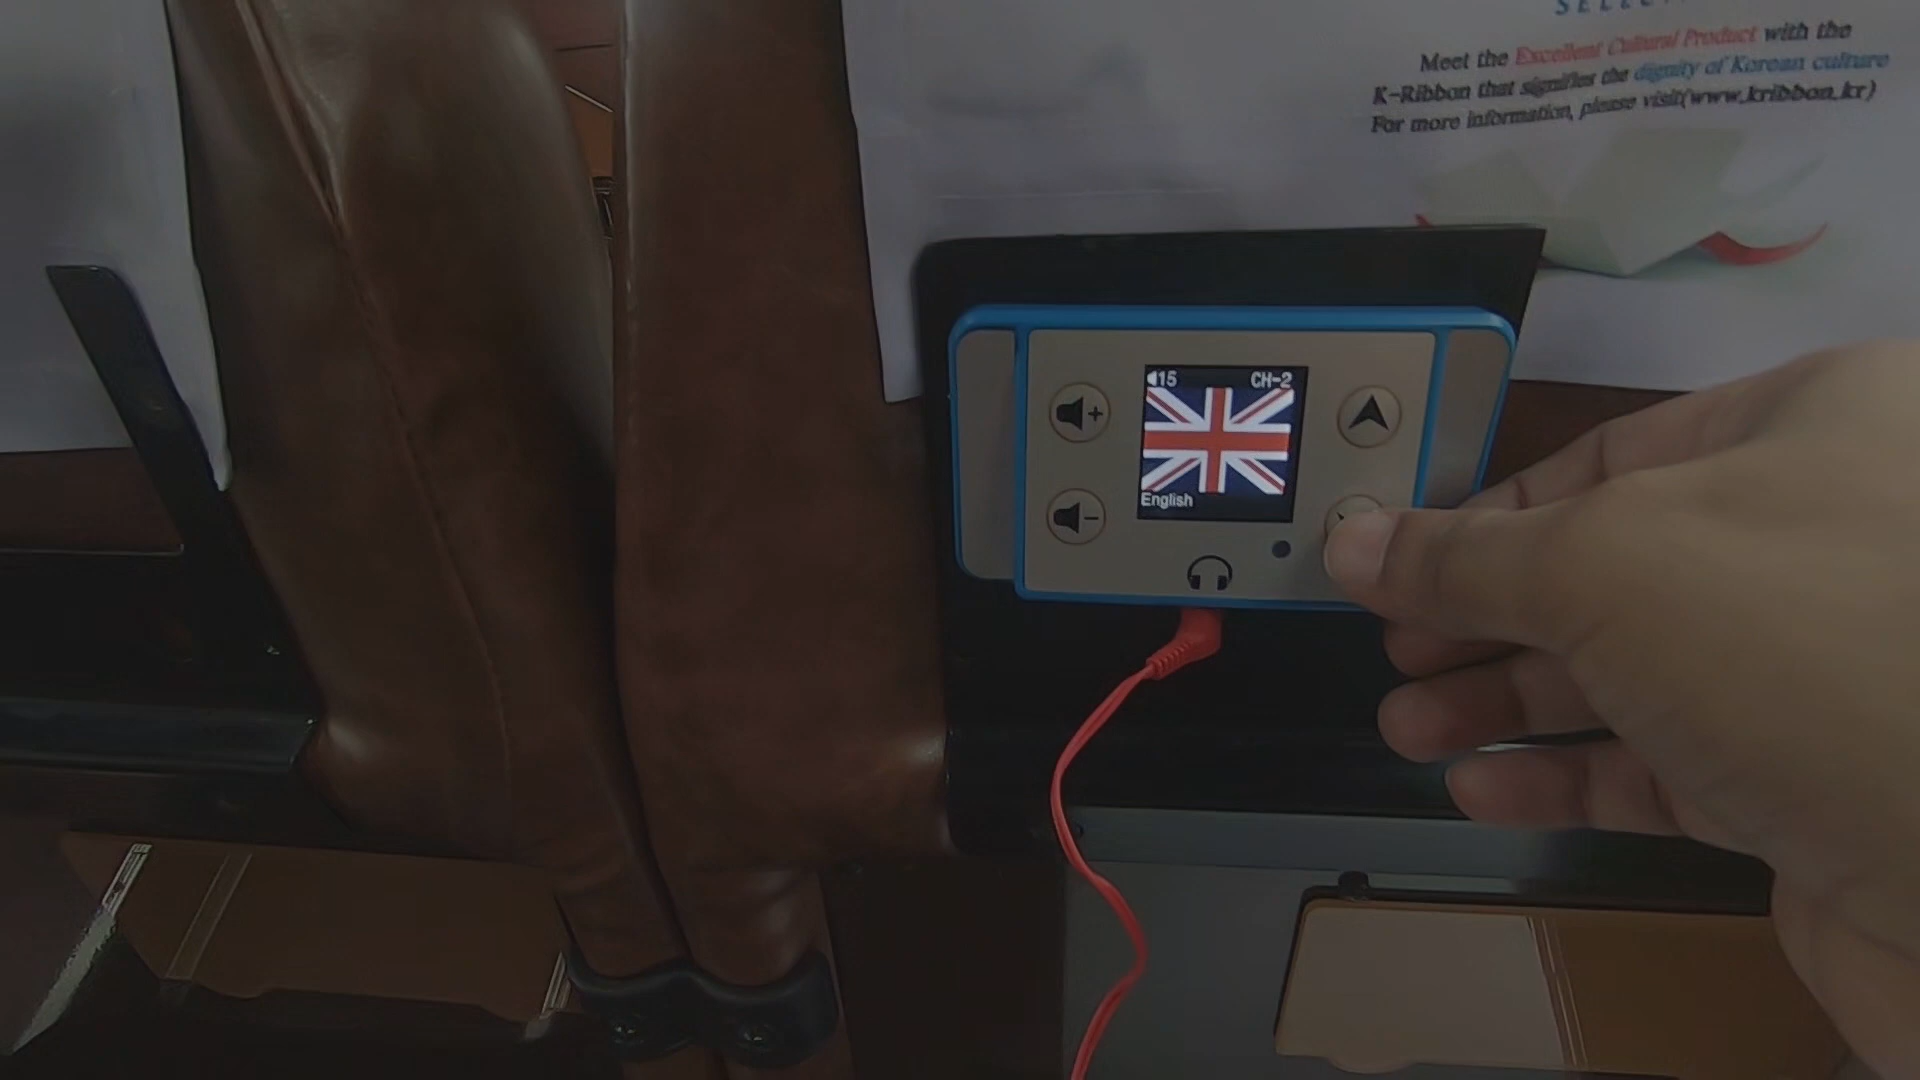 Meet the Excellent Cultural Product with the
K-Ribbon that signifies the dignity of Korean culture
For more information, please visit(www.kribbon.kr)
15 CH-2
English